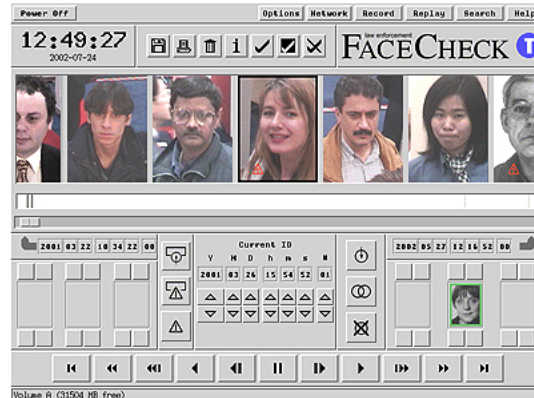 Power Off Options Network Record Replay Search Help
12:49:27
2002-07-24
law enforcement
FACECHECK T
2001 03 22 10 34 22 00
Current ID
2002 05 27 12 16 52 00
Y M D h m s N
2001 03 26 15 54 52 01
Volume A (31504 MB free)